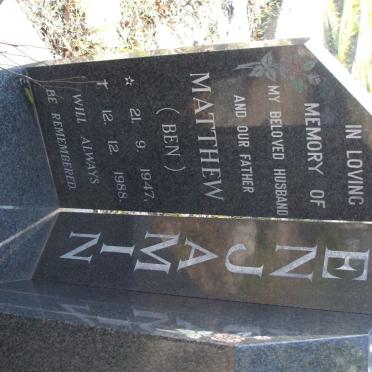 IN LOVING
MEMORY OF
MY BELOVED HUSBAND
AND OUR FATHER
MATTHEW
(BEN)
☆ 21. 9. 1947.
† 12. 12. 1988.
WILL ALWAYS
BE REMEMBERED.
ENJAMIN